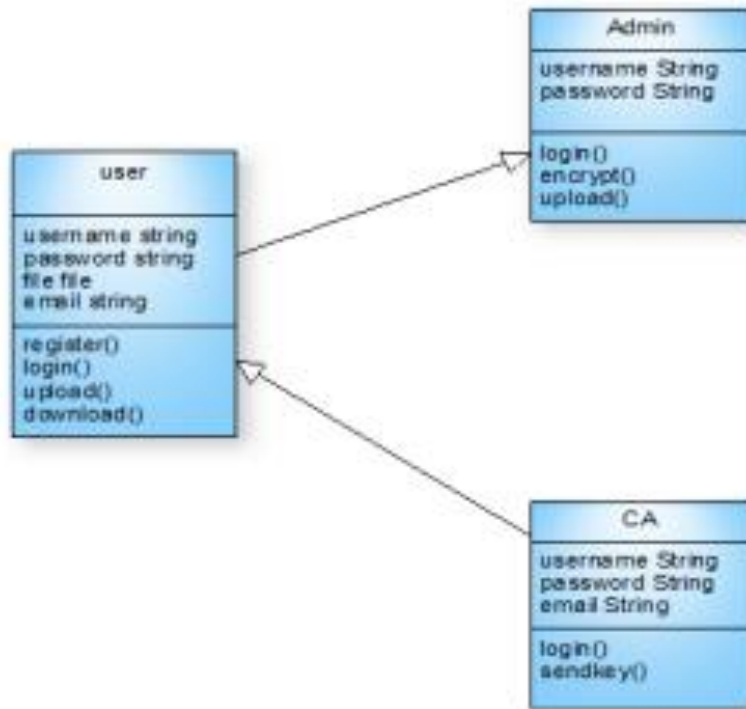 Admin
username String
password String
login()
encrypt()
upload()
user
username string
password string
file file
email string
register()
login()
upload()
download()
CA
username String
password String
email String
login()
sendkey()